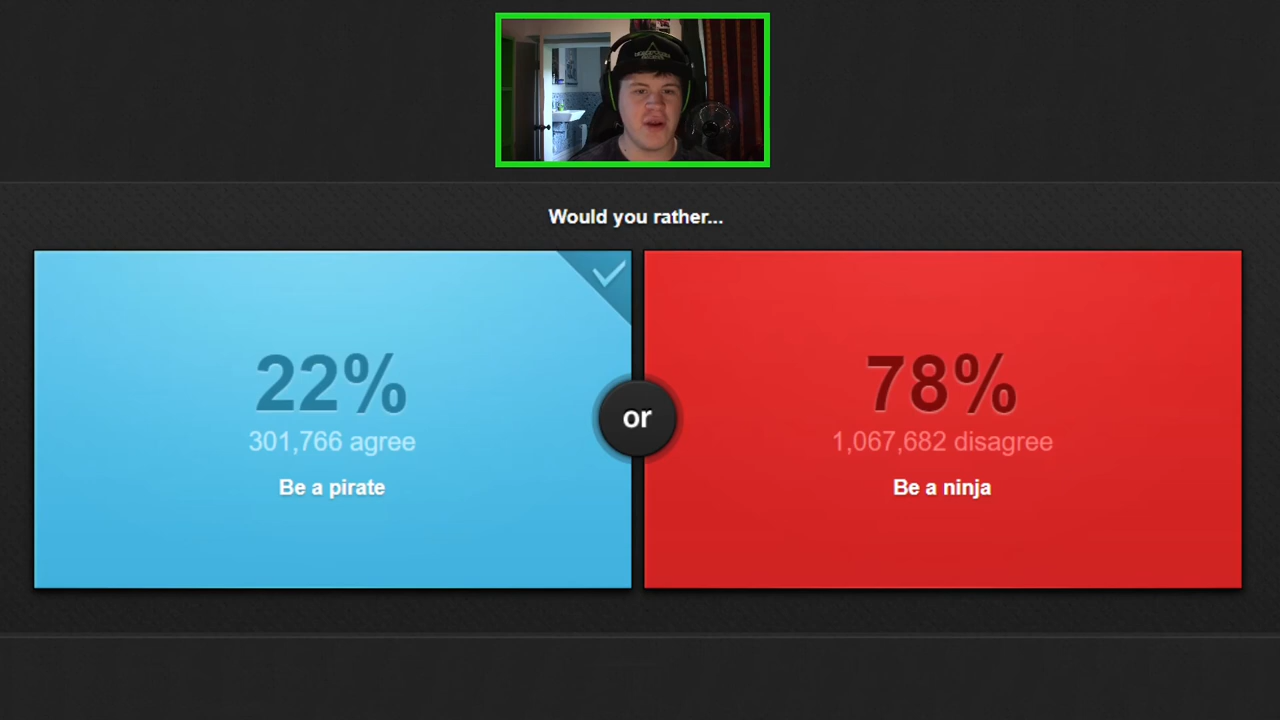 Would you rather...
22%
301,766 agree
Be a pirate
or
78%
1,067,682 disagree
Be a ninja